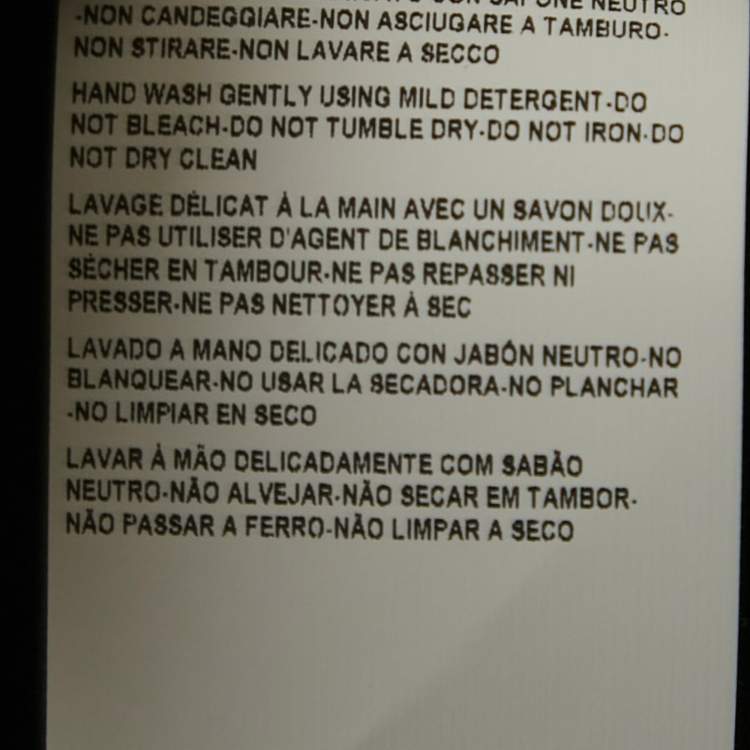 SAPONE NEUTRO
-NON CANDEGGIARE-NON ASCIUGARE A TAMBURO-
NON STIRARE-NON LAVARE A SECCO
HAND WASH GENTLY USING MILD DETERGENT-DO
NOT BLEACH-DO NOT TUMBLE DRY-DO NOT IRON-DO
NOT DRY CLEAN
LAVAGE DÉLICAT À LA MAIN AVEC UN SAVON DOUX-
NE PAS UTILISER D'AGENT DE BLANCHIMENT-NE PAS
SÉCHER EN TAMBOUR-NE PAS REPASSER NI
PRESSER-NE PAS NETTOYER À SEC
LAVADO A MANO DELICADO CON JABÓN NEUTRO-NO
BLANQUEAR-NO USAR LA SECADORA-NO PLANCHAR
-NO LIMPIAR EN SECO
LAVAR À MÃO DELICADAMENTE COM SABÃO
NEUTRO-NÃO ALVEJAR-NÃO SECAR EM TAMBOR-
NÃO PASSAR A FERRO-NÃO LIMPAR A SECO